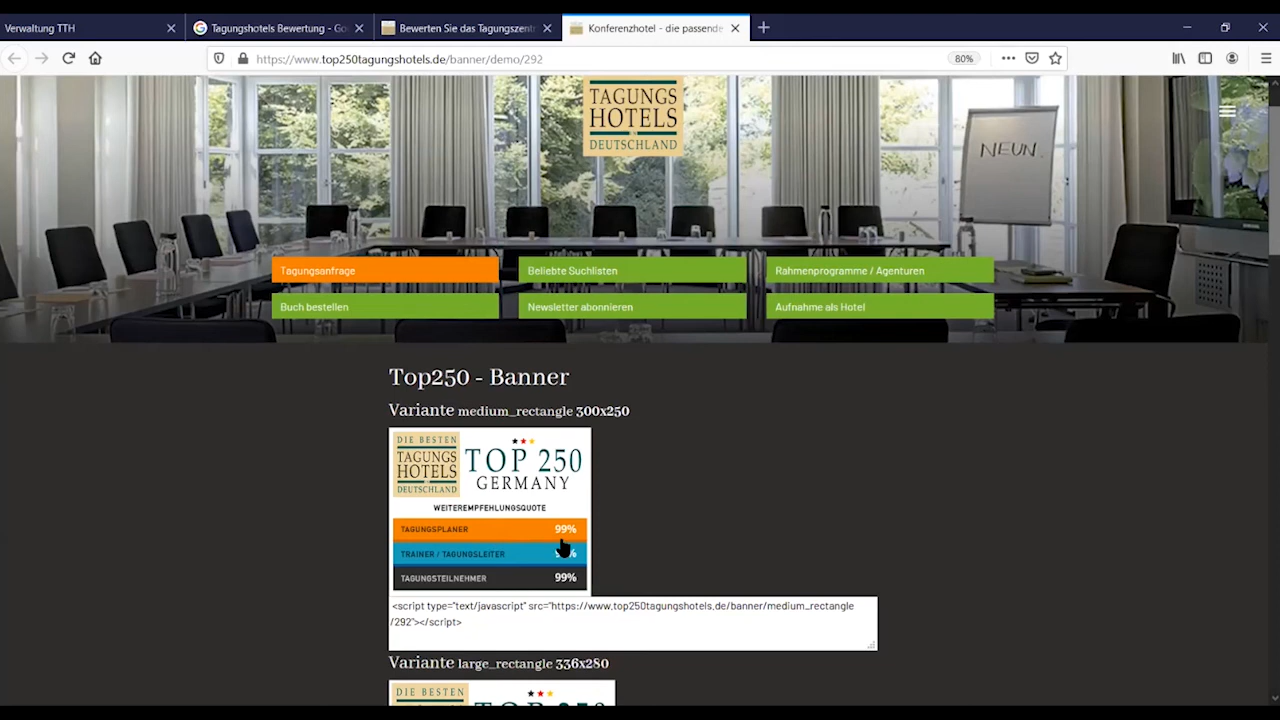 Verwaltung TTH
Tagungshotels Bewertung - Go
Bewerten Sie das Tagungszent
Konferenzhotel - die passende
https://www.top250tagungshotels.de/banner/demo/292
80%
TAGUNGS
HOTELS
DEUTSCHLAND
NEUN.
Tagungsanfrage
Beliebte Suchlisten
Rahmenprogramme / Agenturen
Buch bestellen
Newsletter abonnieren
Aufnahme als Hotel
Top250 - Banner
Variante medium_rectangle 300x250
DIE BESTEN
TAGUNGS
HOTELS
DEUTSCHLAND
TOP 250
GERMANY
WEITEREMPFEHLUNGSQUOTE
TAGUNGSPLANER 99%
TRAINER / TAGUNGSLEITER
TAGUNGSTEILNEHMER 99%
<script type="text/javascript" src="https://www.top250tagungshotels.de/banner/medium_rectangle
/292"></script>
Variante large_rectangle 336x280
DIE BESTEN